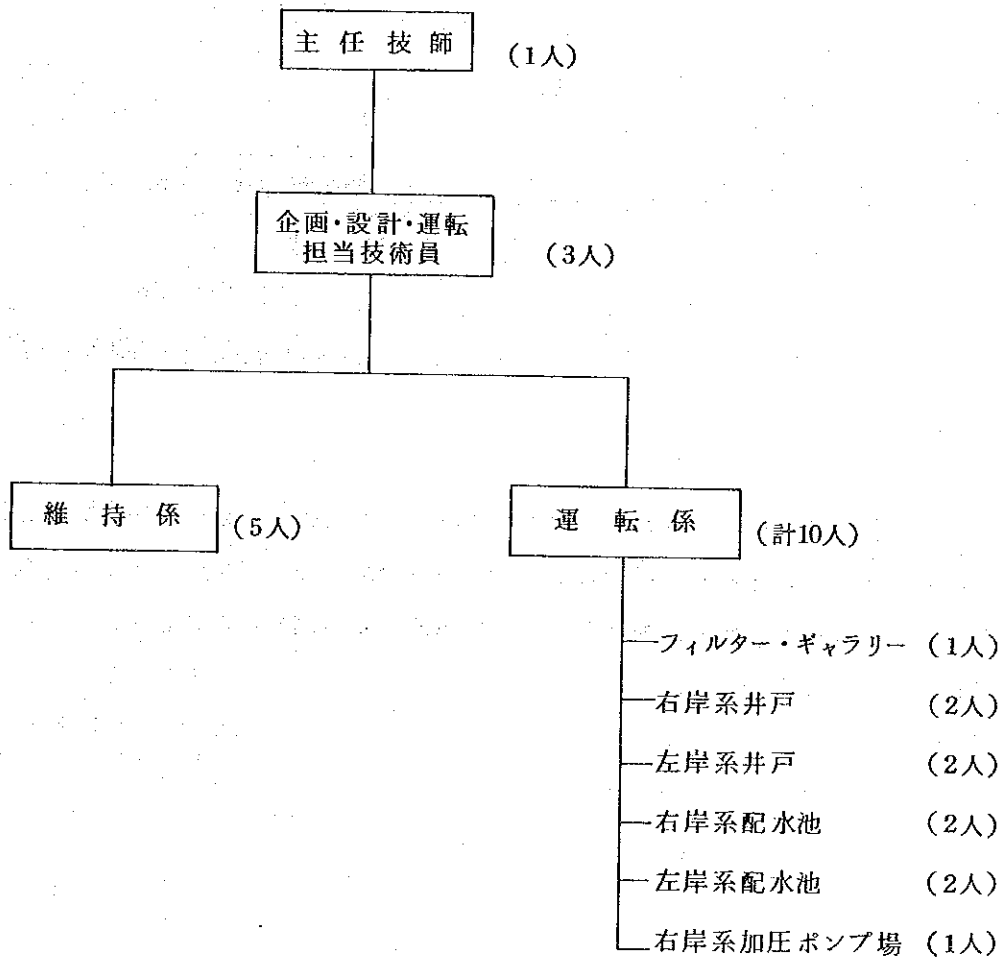 主任技師 (1人)
企画・設計・運転
担当技術員 (3人)
維持係 (5人)
運転係 (計10人)
フィルター・ギャラリー (1人)
右岸系井戸 (2人)
左岸系井戸 (2人)
右岸系配水池 (2人)
左岸系配水池 (2人)
右岸系加圧ポンプ場 (1人)